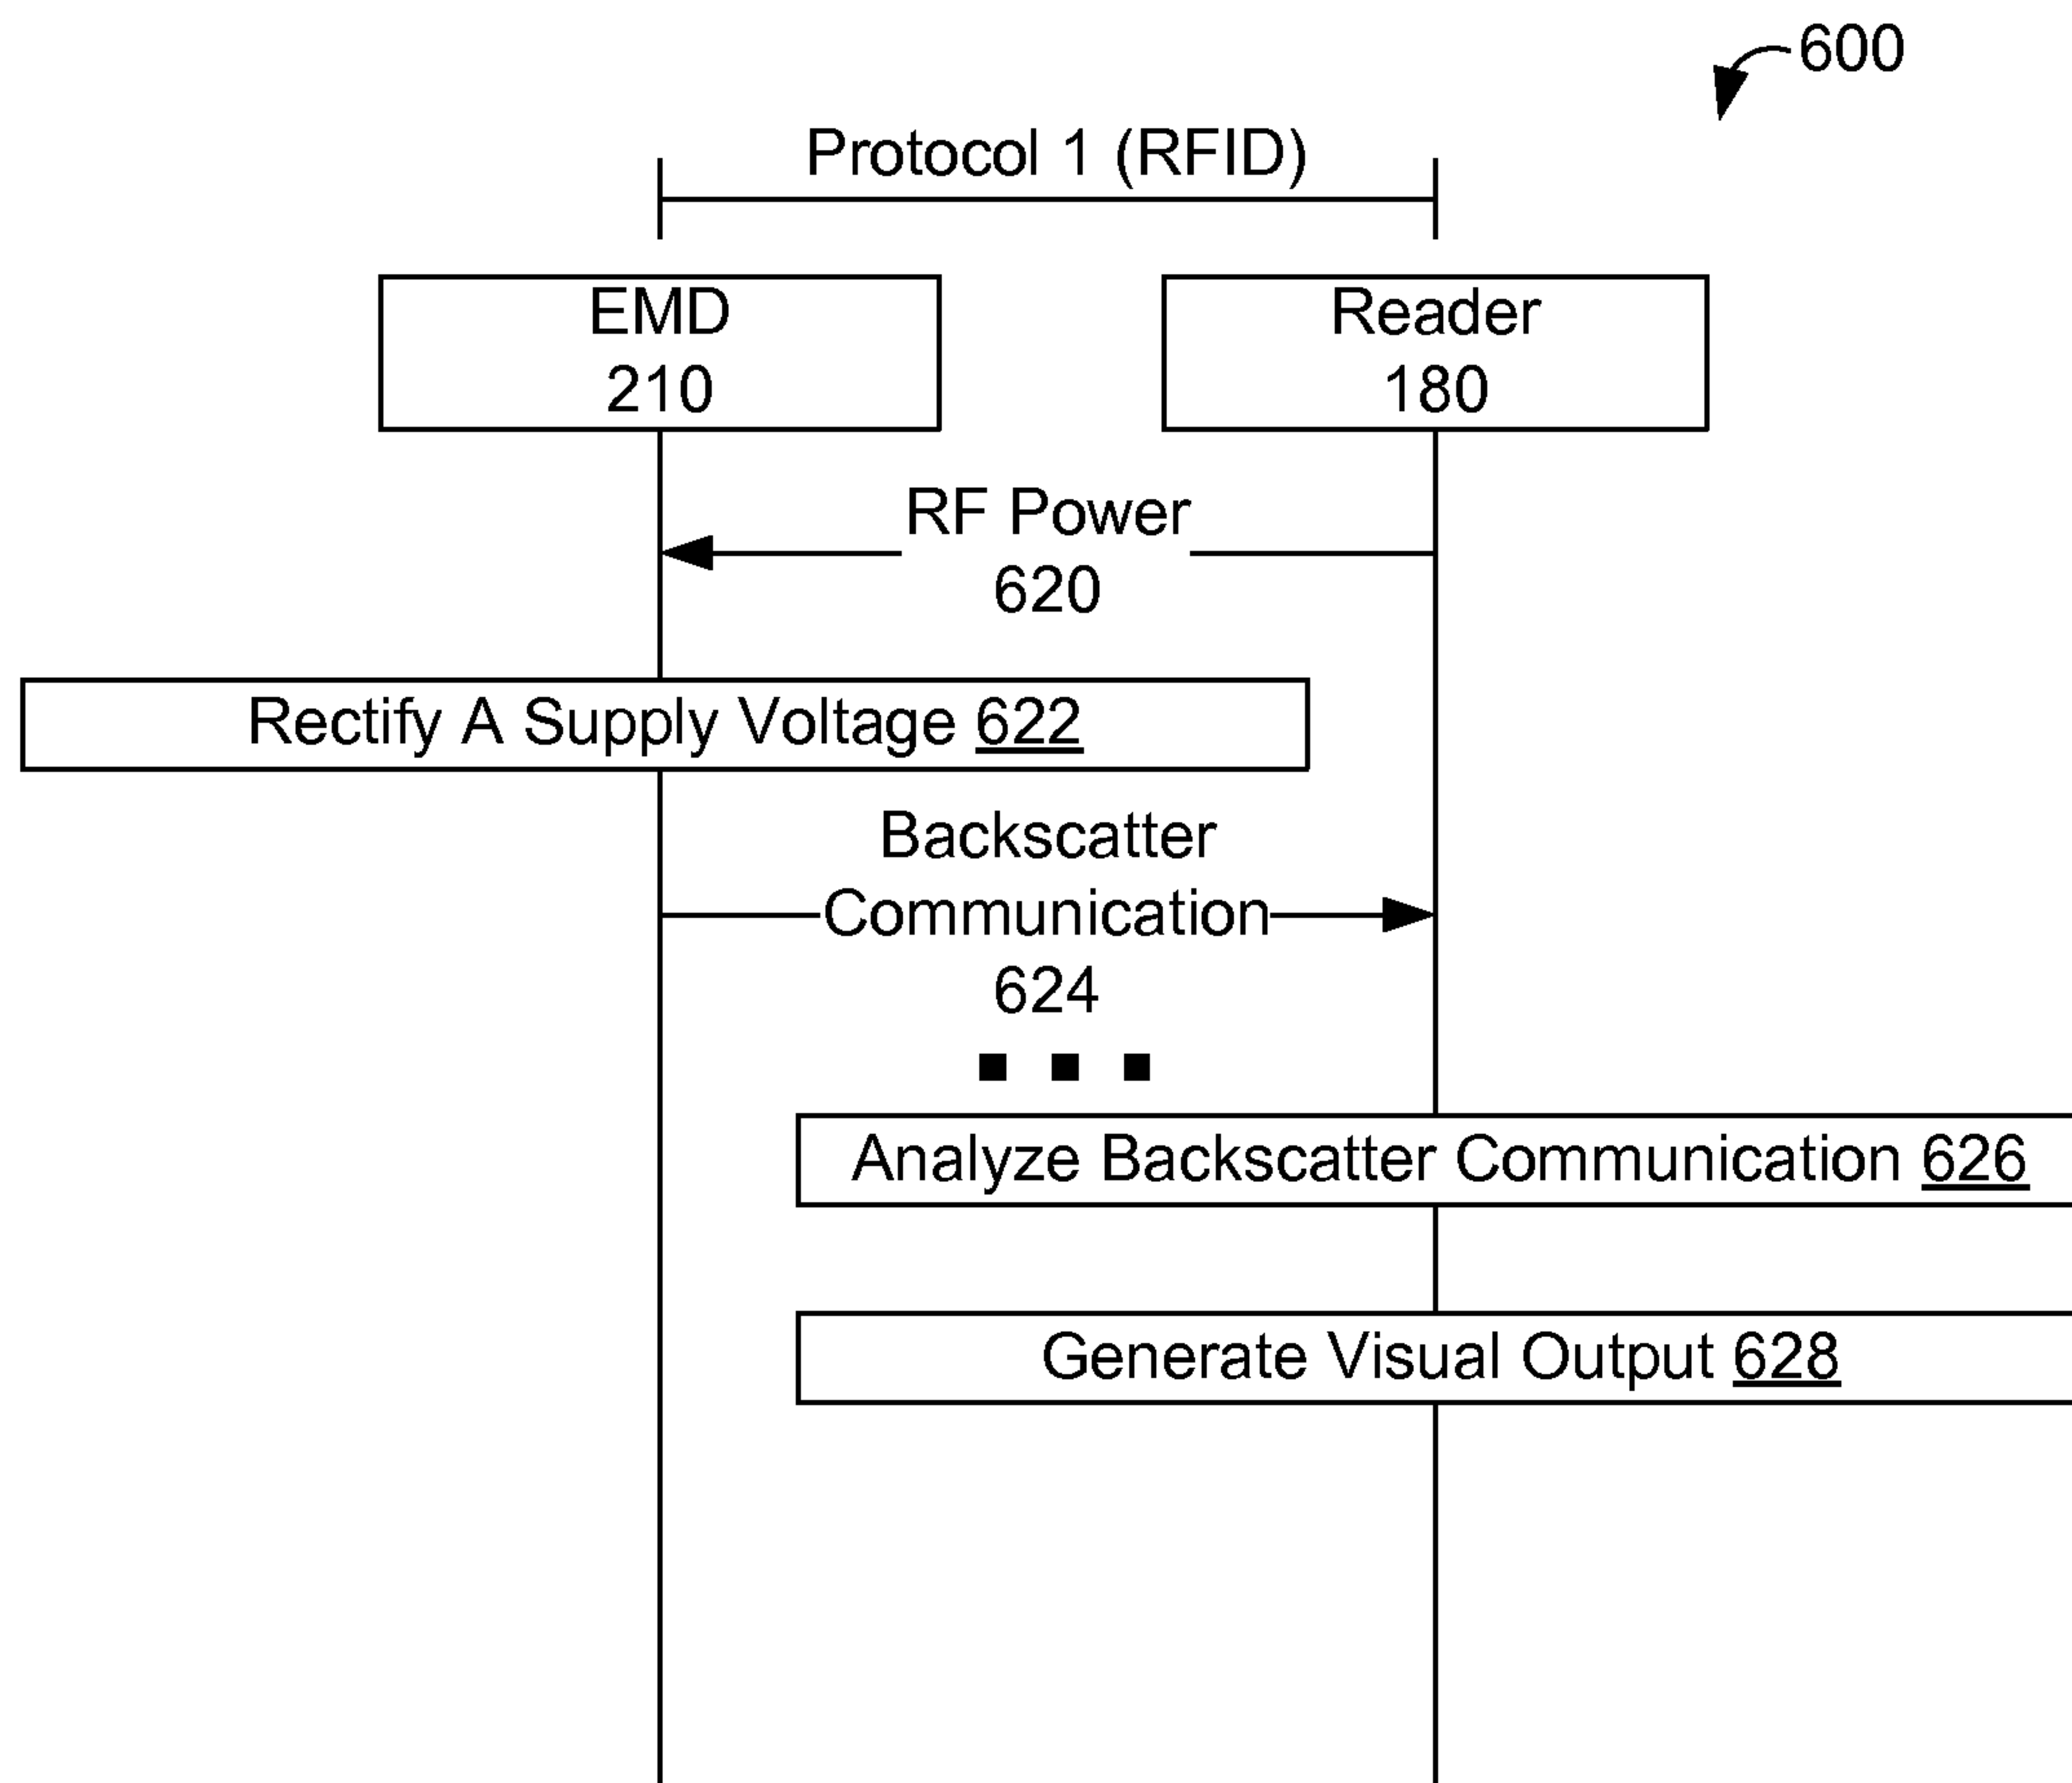 600
Protocol 1 (RFID)
EMD
210
Reader
180
RF Power
620
Rectify A Supply Voltage 622
Backscatter
Communication
624
Analyze Backscatter Communication 626
Generate Visual Output 628